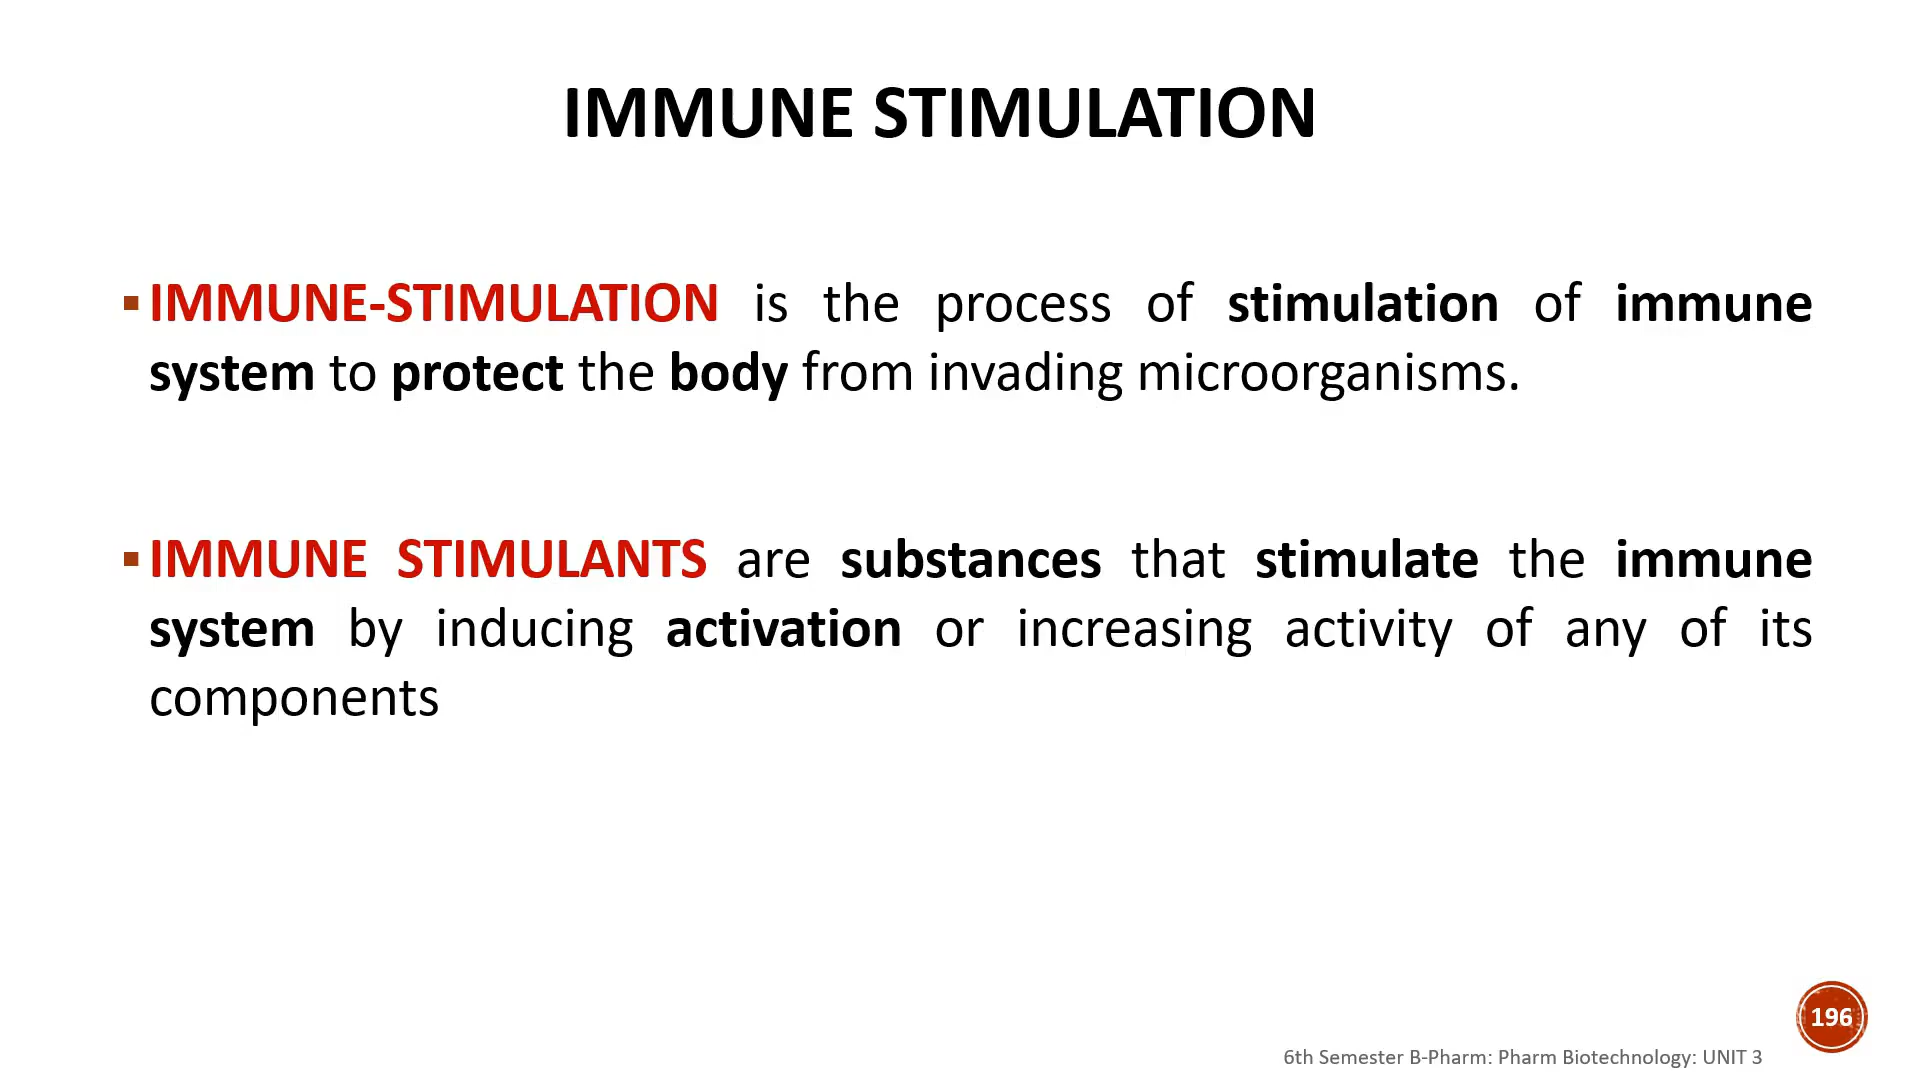 IMMUNE STIMULATION
▪IMMUNE-STIMULATION is the process of stimulation of immune
system to protect the body from invading microorganisms.
▪IMMUNE STIMULANTS are substances that stimulate the immune
system by inducing activation or increasing activity of any of its
components
196
6th Semester B-Pharm: Pharm Biotechnology: UNIT 3